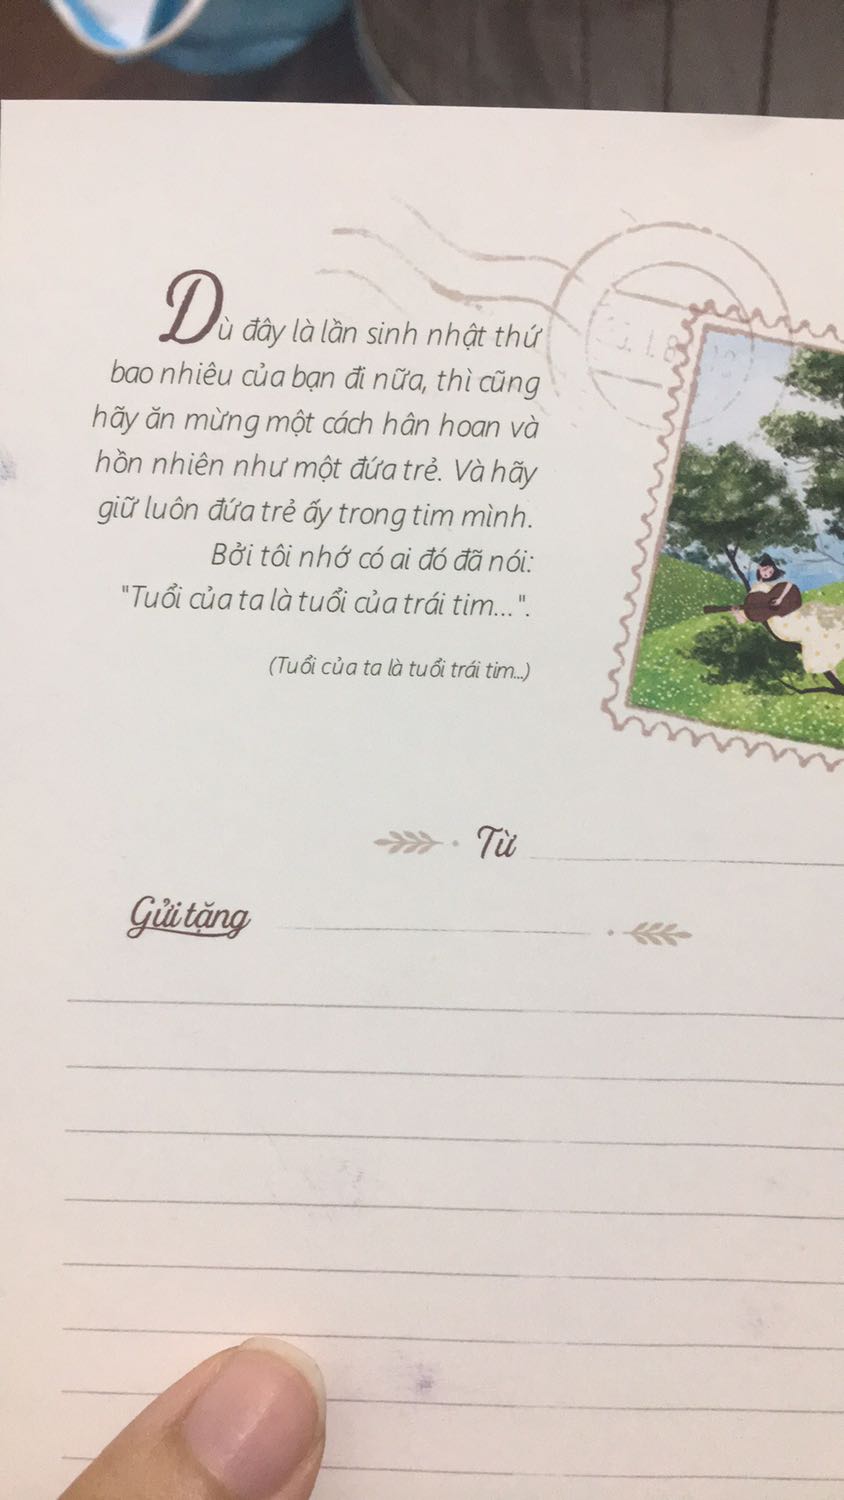 Dù đây là lần sinh nhật thứ
bao nhiêu của bạn đi nữa, thì cũng
hãy ăn mừng một cách hân hoan và
hồn nhiên như một đứa trẻ. Và hãy
giữ luôn đứa trẻ ấy trong tim mình.
Bởi tôi nhớ có ai đó đã nói:
"Tuổi của ta là tuổi của trái tim...".
(Tuổi của ta là tuổi trái tim...)
Từ
Gửi tặng